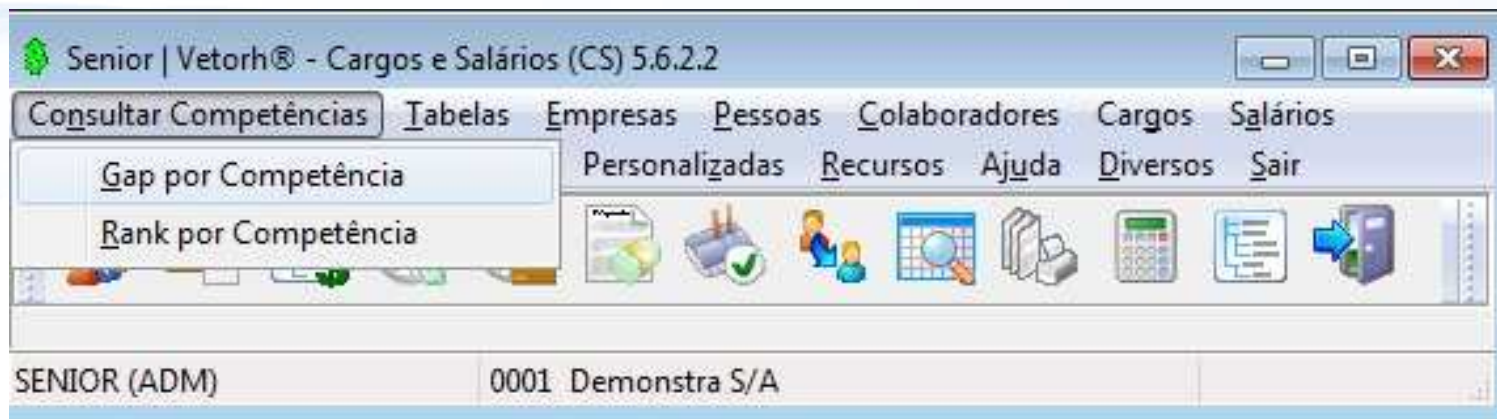 Senior | Vetorh® - Cargos e Salários (CS) 5.6.2.2
Consultar Competências Tabelas Empresas Pessoas Colaboradores Cargos Salários
Gap por Competência
Personalizadas Recursos Ajuda Diversos Sair
Rank por Competência
SENIOR (ADM) 0001 Demonstra S/A